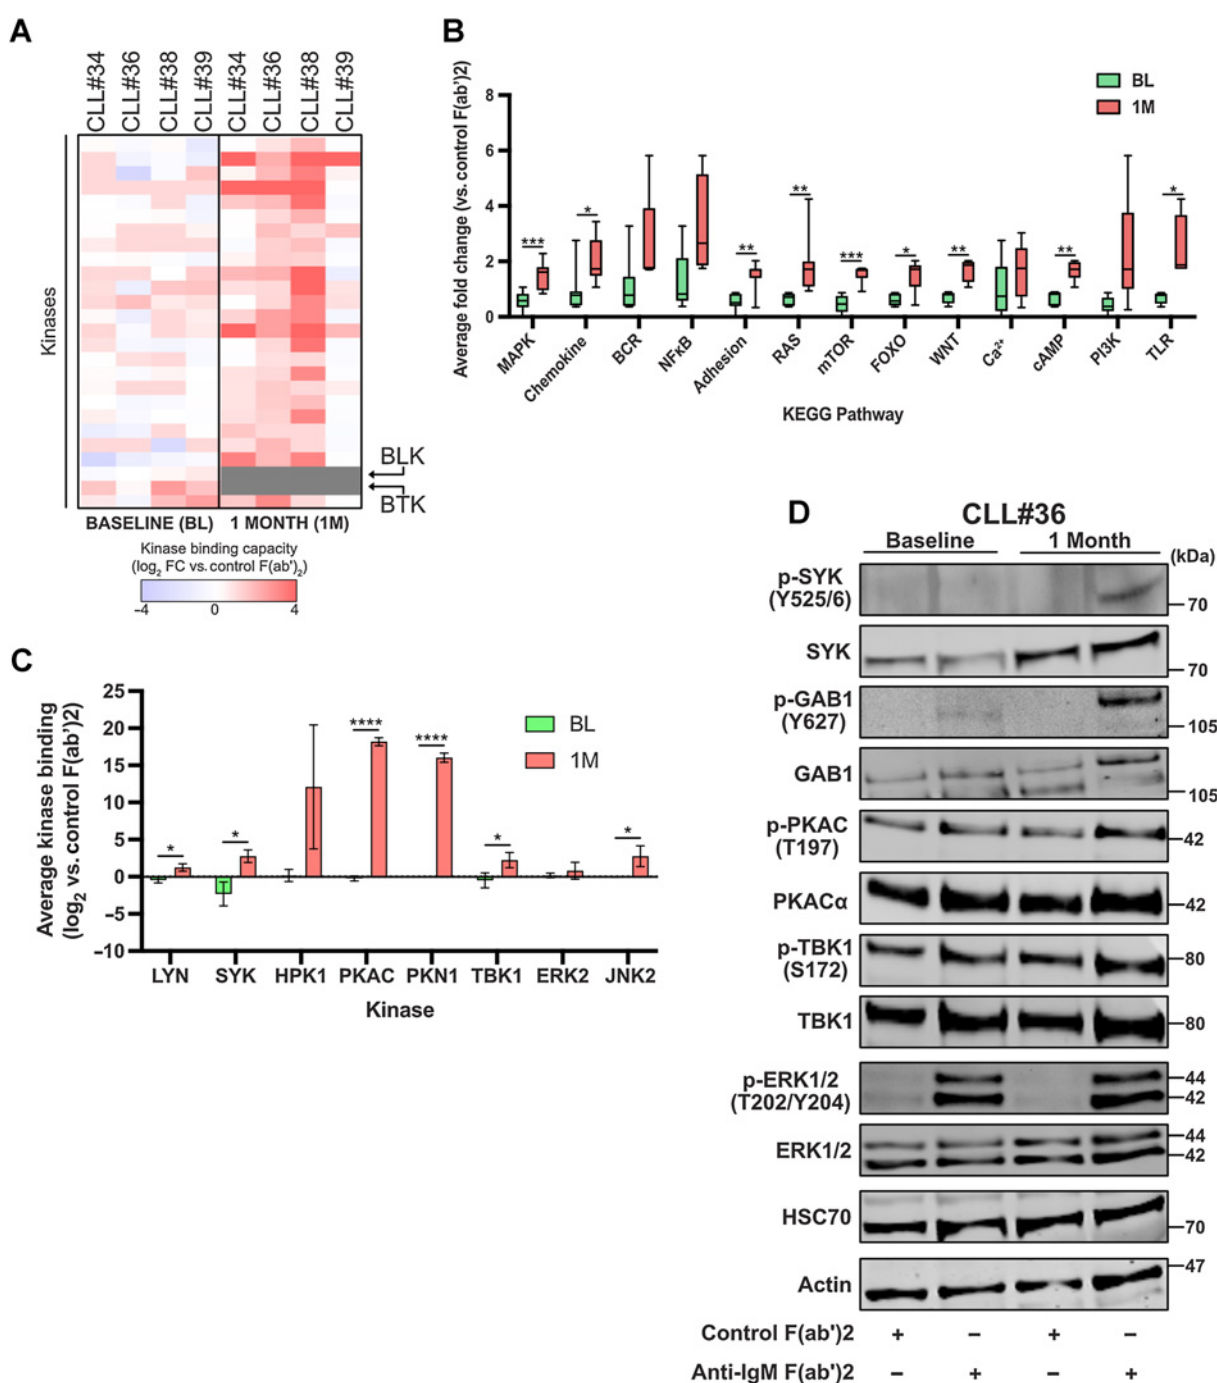 A
CLL#34
CLL#36
CLL#38
CLL#39
CLL#34
CLL#36
CLL#38
CLL#39
Kinases
BLK
BTK
BASELINE (BL)
1 MONTH (1M)
Kinase binding capacity
(log2 FC vs. control F(ab')2)
−4
0
4
B
Average fold change (vs. control F(ab')2)
8
6
4
2
0
BL
1M
***
*
**
**
***
*
**
**
*
MAPK
Chemokine
BCR
NFκB
Adhesion
RAS
mTOR
FOXO
WNT
Ca2+
cAMP
PI3K
TLR
KEGG Pathway
C
Average kinase binding
(log2 vs. control F(ab')2)
25
20
15
10
5
0
−5
−10
BL
1M
*
*
****
****
*
*
LYN
SYK
HPK1
PKAC
PKN1
TBK1
ERK2
JNK2
Kinase
D
CLL#36
Baseline
1 Month
(kDa)
p-SYK
(Y525/6)
70
SYK
70
p-GAB1
(Y627)
105
GAB1
105
p-PKAC
(T197)
42
PKACα
42
p-TBK1
(S172)
80
TBK1
80
p-ERK1/2
(T202/Y204)
44
42
ERK1/2
44
42
HSC70
70
Actin
47
Control F(ab')2 + − + −
Anti-IgM F(ab')2 − + − +